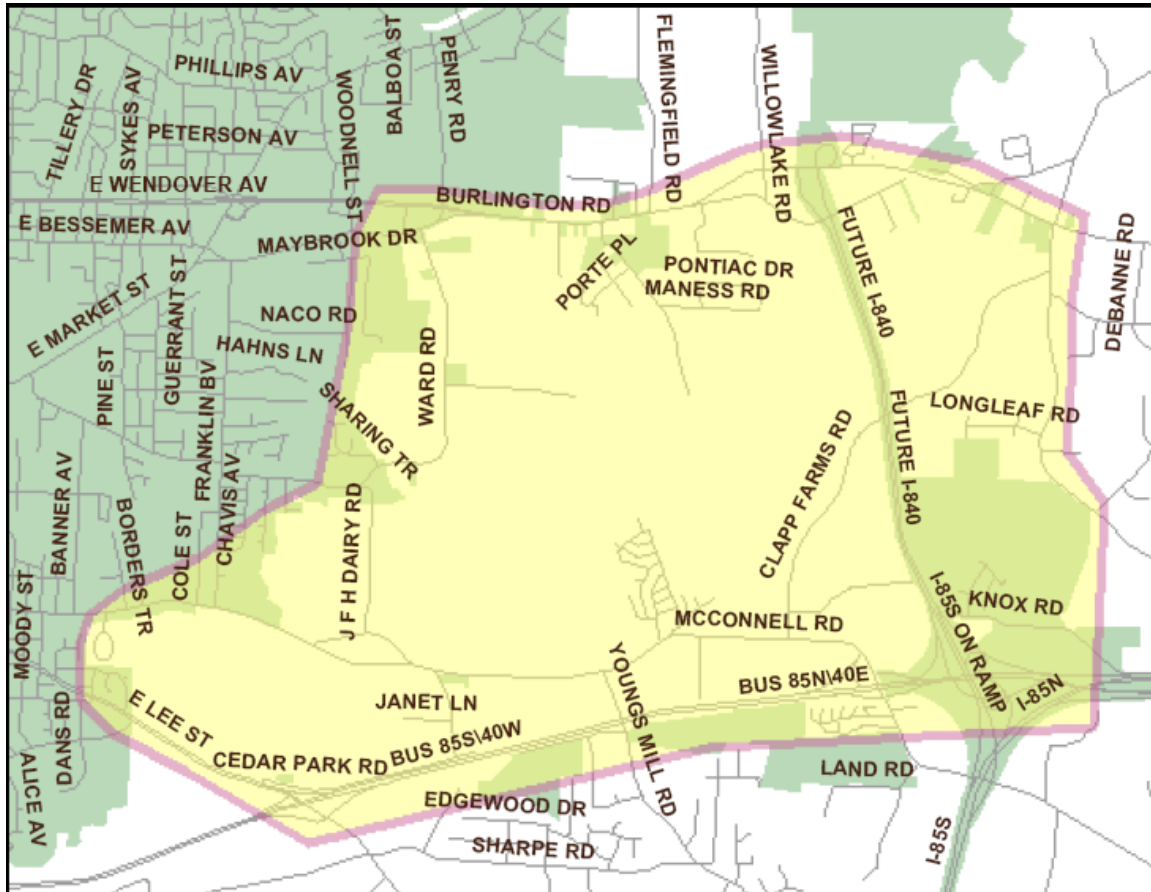 PHILLIPS AV
TILLERY DR
SYKES AV
PETERSON AV
WOODNELL ST
BALBOA ST
PENRY RD
FLEMINGFIELD RD
WILLOWLAKE RD
E WENDOVER AV
BURLINGTON RD
E BESSEMER AV
MAYBROOK DR
PORTE PL
PONTIAC DR
MANESS RD
FUTURE I-840
DEBANNE RD
E MARKET ST
GUERRANT ST
NACO RD
HAHNS LN
PINE ST
FRANKLIN BV
SHARING TR
WARD RD
LONGLEAF RD
FUTURE I-840
CLAPP FARMS RD
BANNER AV
BORDERS TR
COLE ST
CHAVIS AV
J F H DAIRY RD
MOODY ST
MCCONNELL RD
KNOX RD
I-85S ON RAMP
I-85N
YOUNGS MILL RD
BUS 85N\40E
JANET LN
E LEE ST
DANS RD
BUS 85S\40W
CEDAR PARK RD
ALICE AV
LAND RD
EDGEWOOD DR
SHARPE RD
I-85S